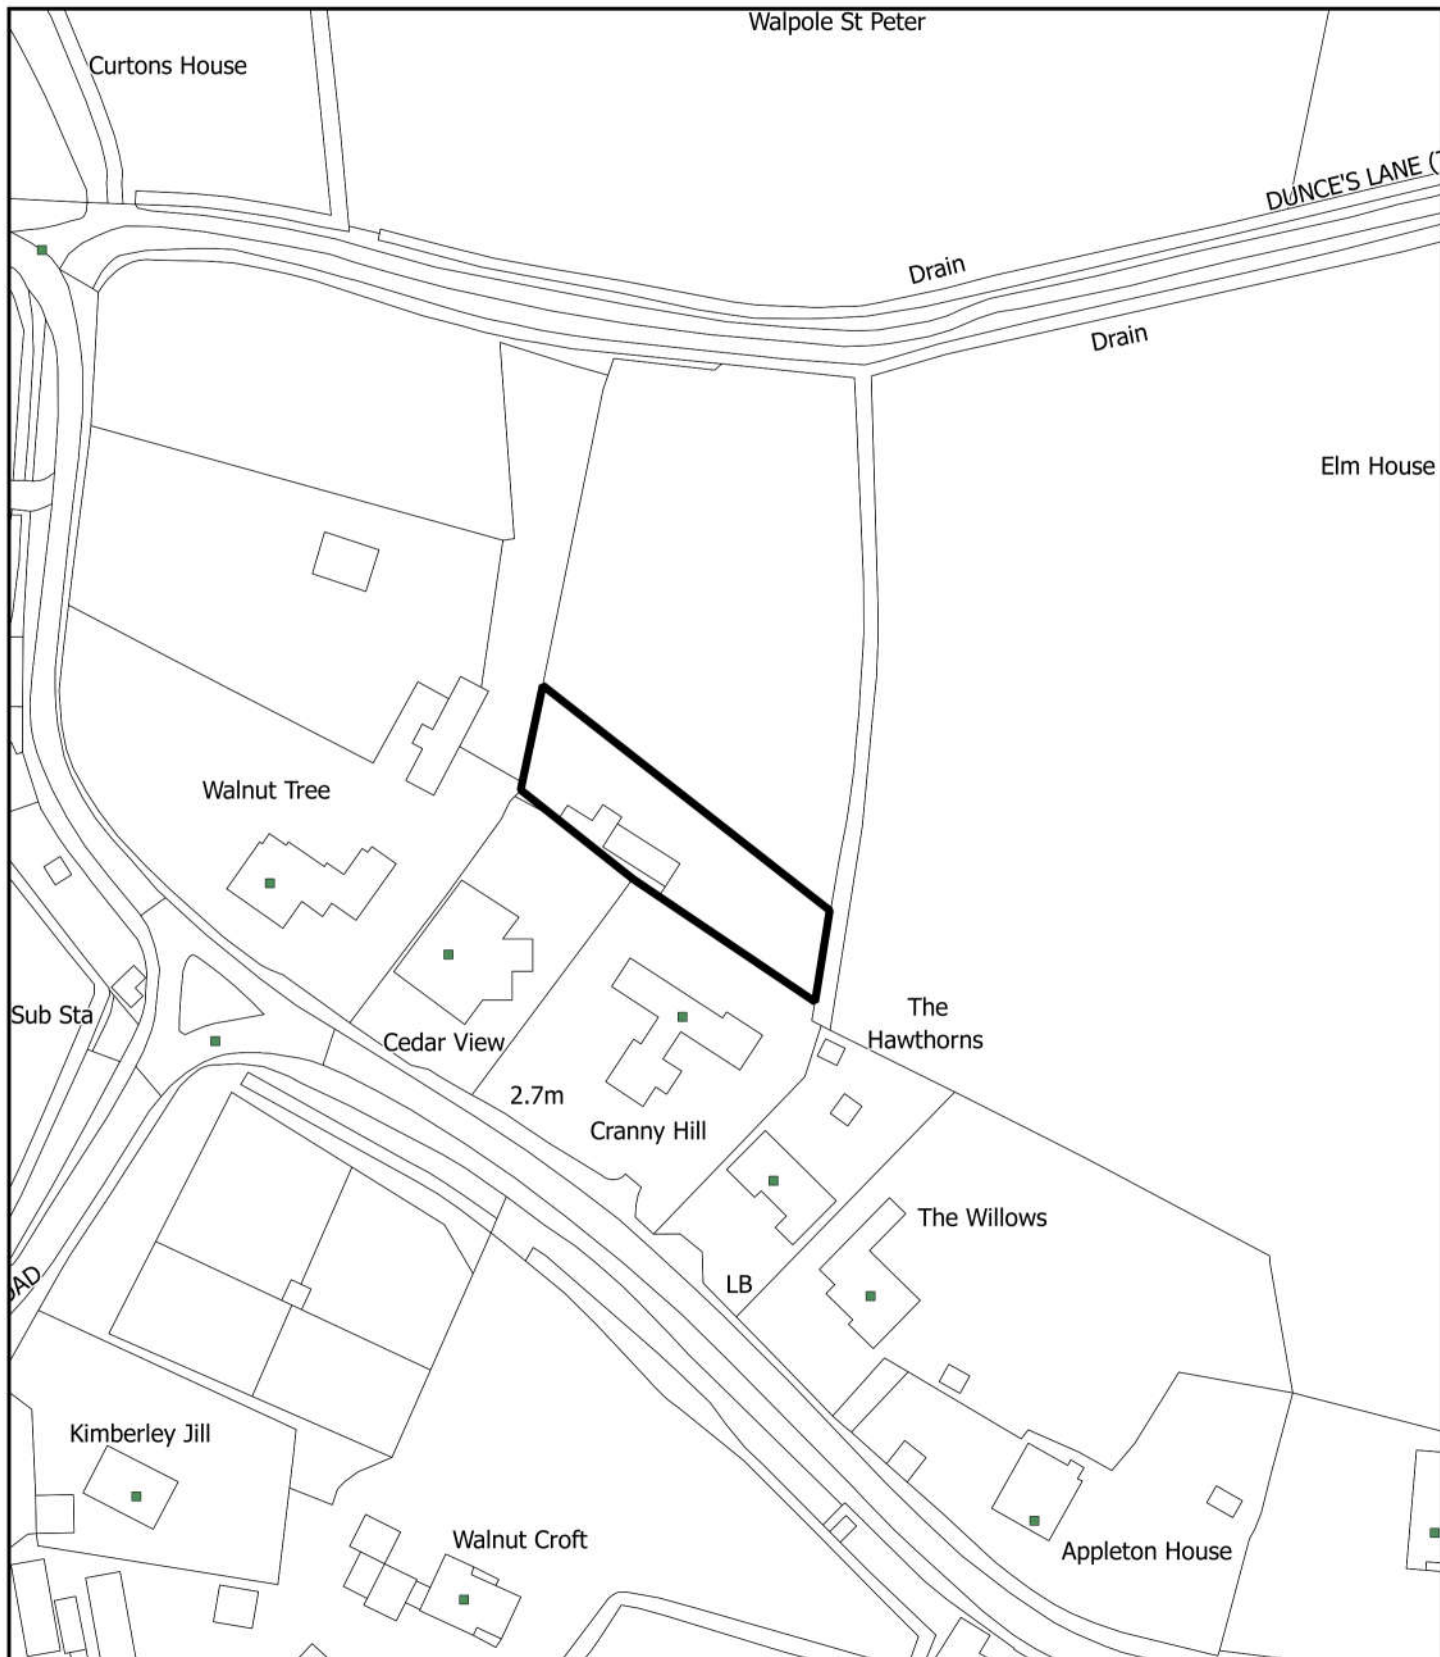 Walpole St Peter
Curtons House
DUNCE'S LANE (
Drain
Drain
Elm House
Walnut Tree
Sub Sta
The
Hawthorns
Cedar View
2.7m
Cranny Hill
The Willows
LB
OAD
Kimberley Jill
Walnut Croft
Appleton House